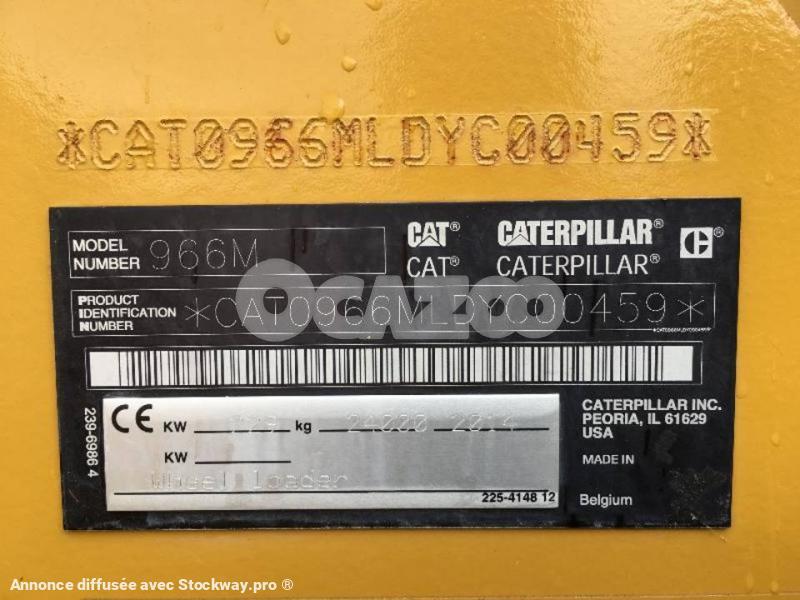 *CAT0966MLDYC00459*
MODEL NUMBER 966M
CAT® CATERPILLAR®
CAT® CATERPILLAR®
PRODUCT IDENTIFICATION NUMBER *CAT0966MLDYC00459*
*CAT0966MLDYC00459*
OCAZOO
239-6986 4
CE KW kg 24000 2014
KW
Wheel loader
225-4148 12
CATERPILLAR INC.
PEORIA, IL 61629
USA
MADE IN
Belgium
Annonce diffusée avec Stockway.pro ®